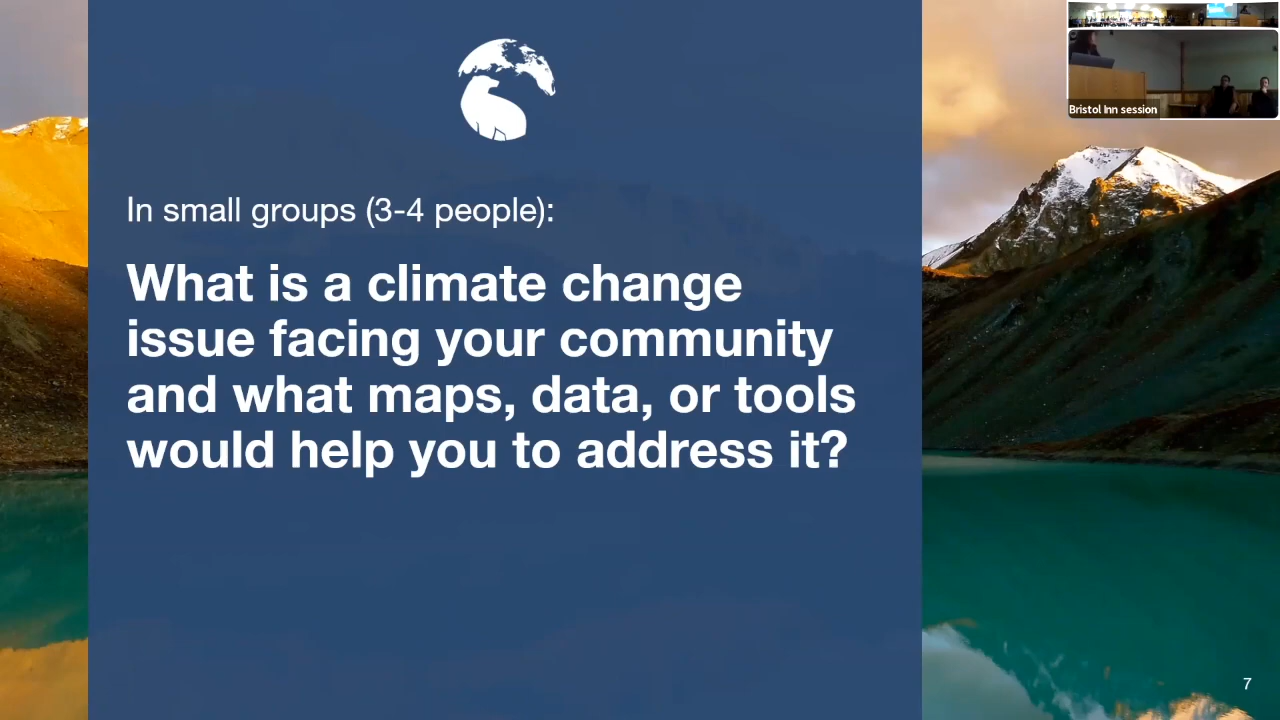 In small groups (3-4 people):
What is a climate change
issue facing your community
and what maps, data, or tools
would help you to address it?
Bristol Inn session
7